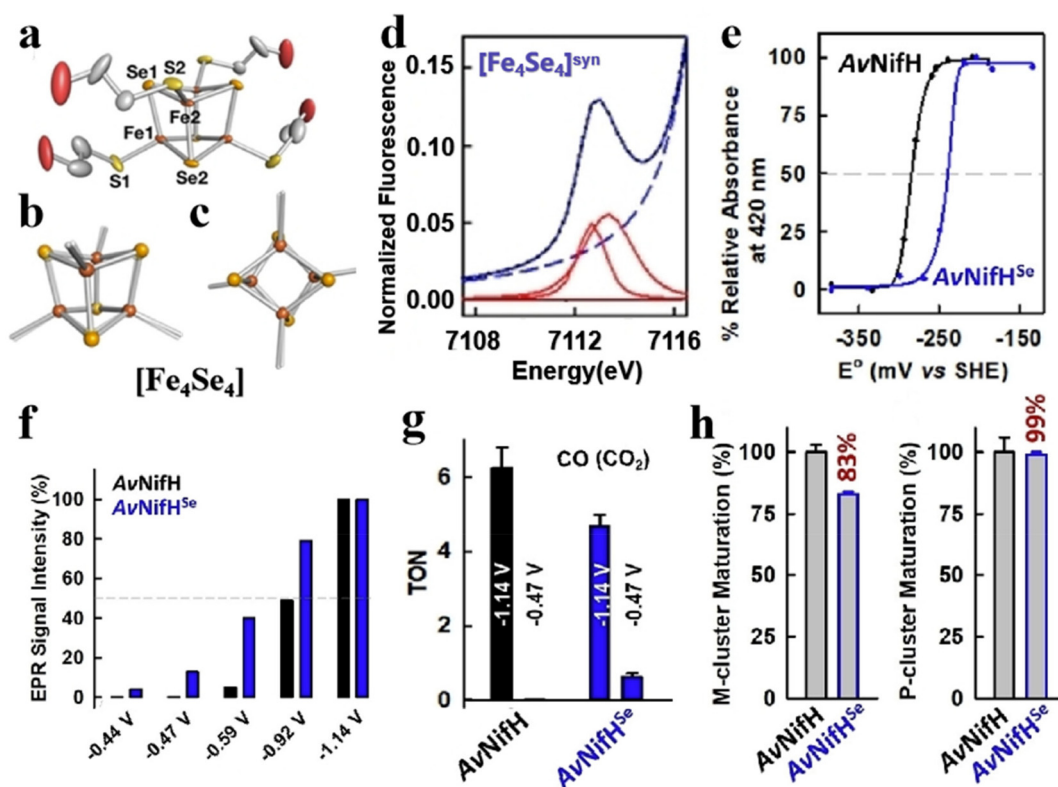 a
Se1
S2
Fe2
Fe1
S1
Se2
b
c
[Fe4Se4]
d
[Fe4Se4]syn
Normalized Fluorescence
0.15
0.10
0.05
0.00
7108
7112
7116
Energy(eV)
e
AvNifH
AvNifHSe
% Relative Absorbance
at 420 nm
100
75
50
25
0
-350
-250
-150
Eo (mV vs SHE)
f
AvNifH
AvNifHSe
EPR Signal Intensity (%)
100
80
60
40
20
0
-0.44 V
-0.47 V
-0.59 V
-0.92 V
-1.14 V
g
CO (CO2)
TON
6
4
2
0
-1.14 V
-0.47 V
-1.14 V
-0.47 V
AvNifH
AvNifHSe
h
M-cluster Maturation (%)
100
75
50
25
0
83%
AvNifH
AvNifHSe
P-cluster Maturation (%)
100
75
50
25
0
99%
AvNifH
AvNifHSe